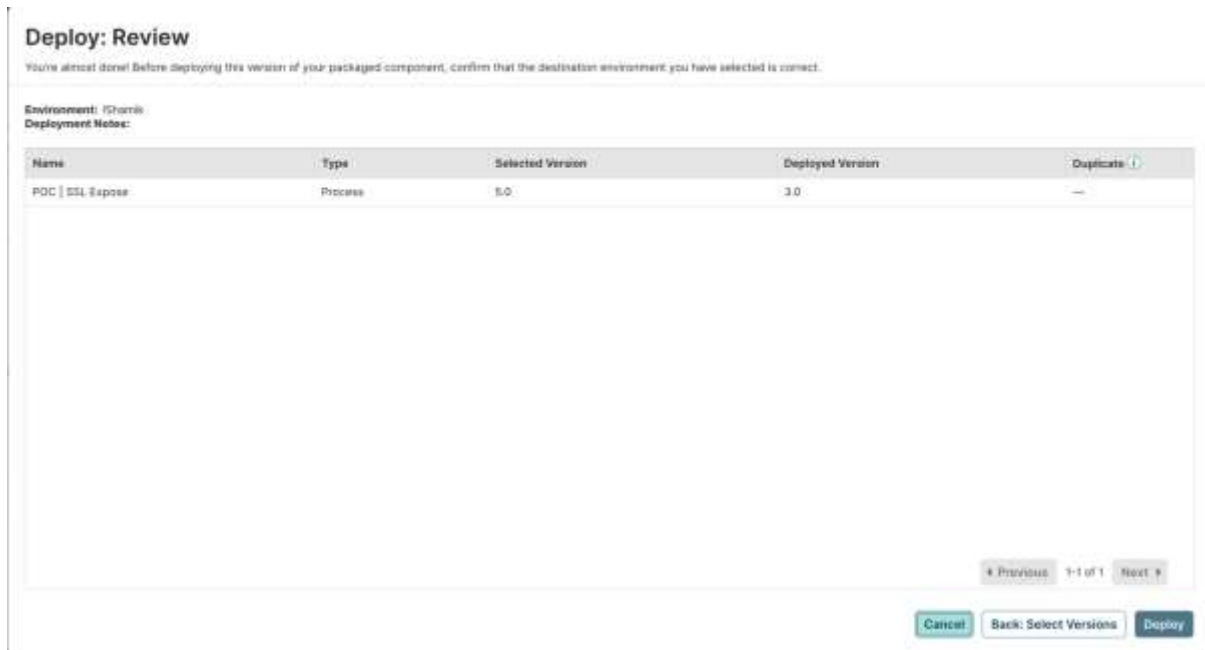 Deploy: Review
You're almost done! Before deploying this version of your packaged component, confirm that the destination environment you have selected is correct.
Environment:
Deployment Notes:
Name Type Selected Version Deployed Version Duplicate i
POC | SSL Expose Process 5.0 3.0 —
Previous 1-1 of 1 Next
Cancel Back: Select Versions Deploy